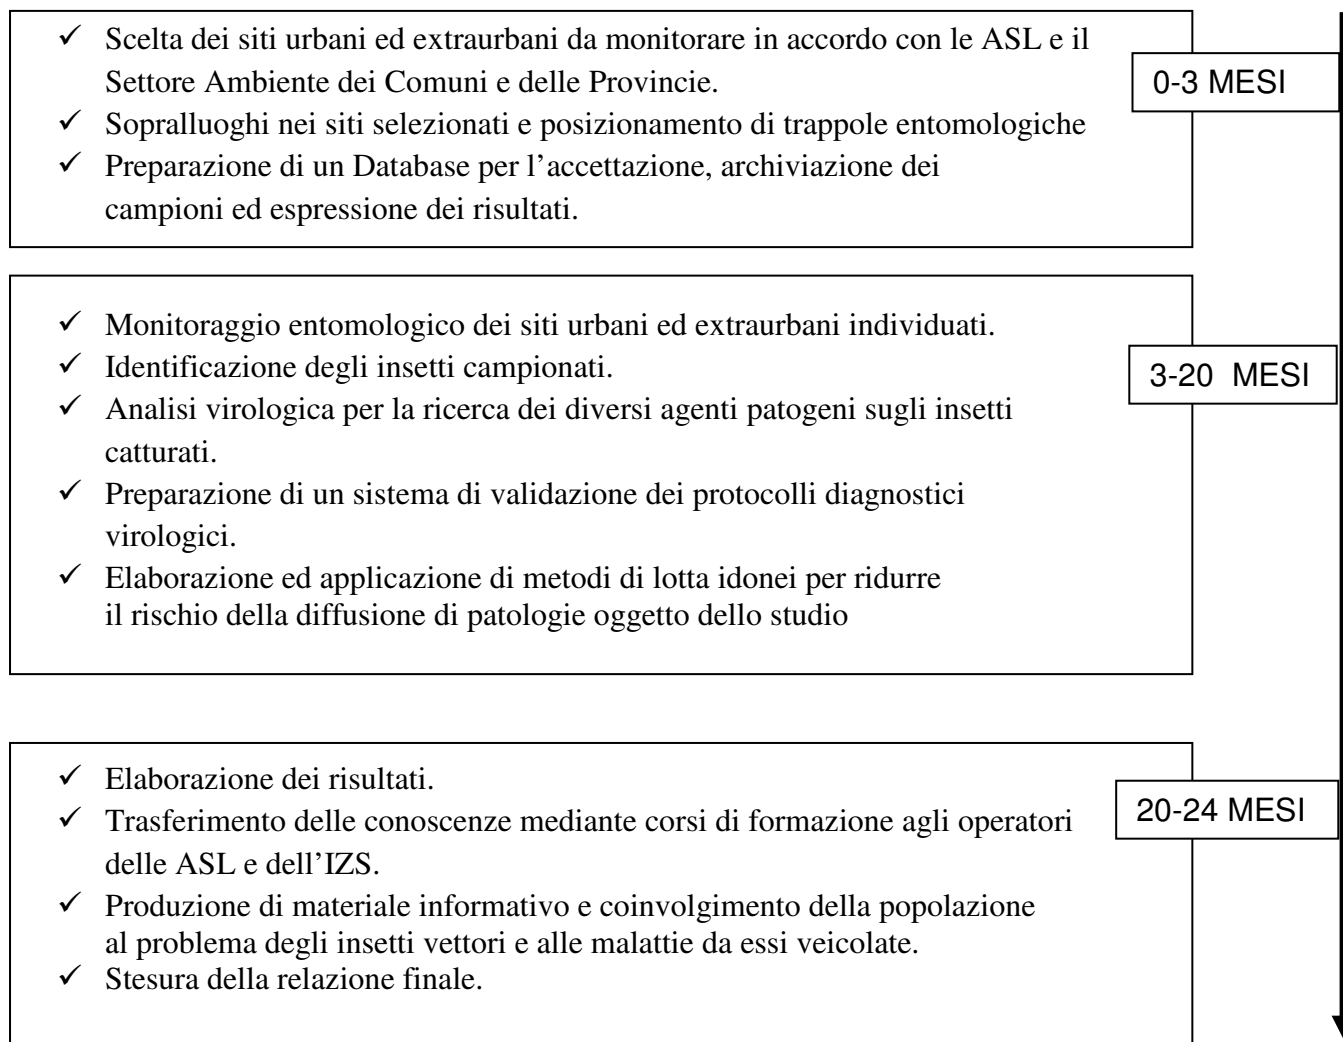 ✓ Scelta dei siti urbani ed extraurbani da monitorare in accordo con le ASL e il
Settore Ambiente dei Comuni e delle Provincie.
0-3 MESI
✓ Sopralluoghi nei siti selezionati e posizionamento di trappole entomologiche
✓ Preparazione di un Database per l’accettazione, archiviazione dei
campioni ed espressione dei risultati.
✓ Monitoraggio entomologico dei siti urbani ed extraurbani individuati.
✓ Identificazione degli insetti campionati.
3-20 MESI
✓ Analisi virologica per la ricerca dei diversi agenti patogeni sugli insetti
catturati.
✓ Preparazione di un sistema di validazione dei protocolli diagnostici
virologici.
✓ Elaborazione ed applicazione di metodi di lotta idonei per ridurre
il rischio della diffusione di patologie oggetto dello studio
✓ Elaborazione dei risultati.
20-24 MESI
✓ Trasferimento delle conoscenze mediante corsi di formazione agli operatori
delle ASL e dell’IZS.
✓ Produzione di materiale informativo e coinvolgimento della popolazione
al problema degli insetti vettori e alle malattie da essi veicolate.
✓ Stesura della relazione finale.